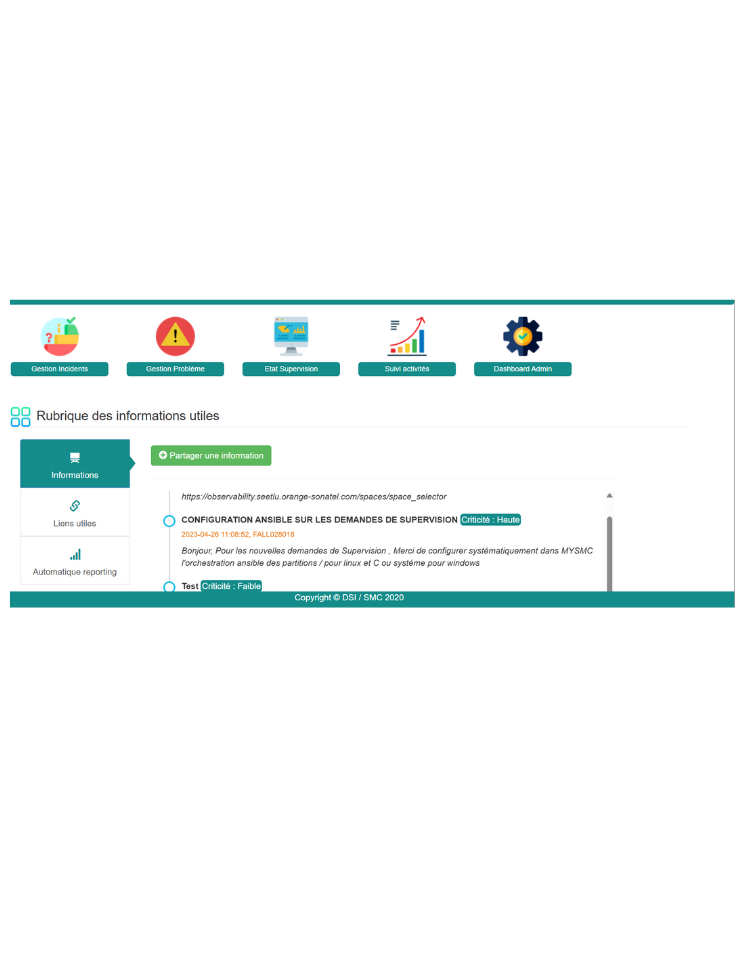 ?
!
Gestion Incidents
Gestion Problème
Etat Supervision
Suivi activités
Dashboard Admin
Rubrique des informations utiles
Informations
Liens utiles
Automatique reporting
Partager une information
https://observability.seetlu.orange-sonatel.com/spaces/space_selector
CONFIGURATION ANSIBLE SUR LES DEMANDES DE SUPERVISION Criticité : Haute
2023-04-26 11:08:52, FALL028018
Bonjour, Pour les nouvelles demandes de Supervision , Merci de configurer systématiquement dans MYSMC
l'orchestration ansible des partitions / pour linux et C ou système pour windows
Test Criticité : Faible
Copyright © DSI / SMC 2020